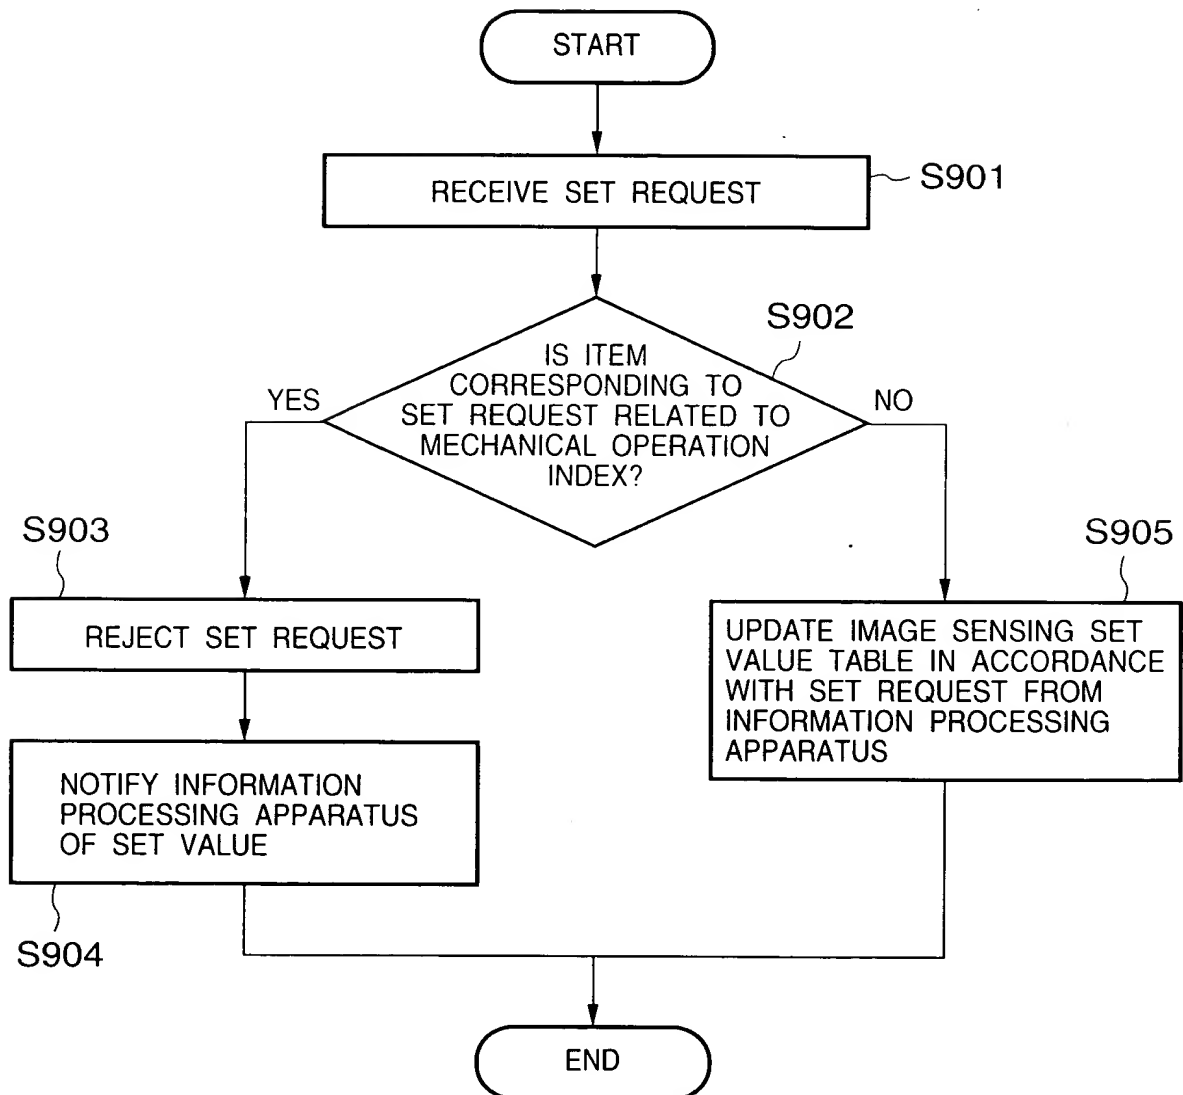 START
RECEIVE SET REQUEST
S901
S902
IS ITEM
CORRESPONDING TO
SET REQUEST RELATED TO
MECHANICAL OPERATION
INDEX?
YES
NO
S903
REJECT SET REQUEST
S905
UPDATE IMAGE SENSING SET
VALUE TABLE IN ACCORDANCE
WITH SET REQUEST FROM
INFORMATION PROCESSING
APPARATUS
NOTIFY INFORMATION
PROCESSING APPARATUS
OF SET VALUE
S904
END